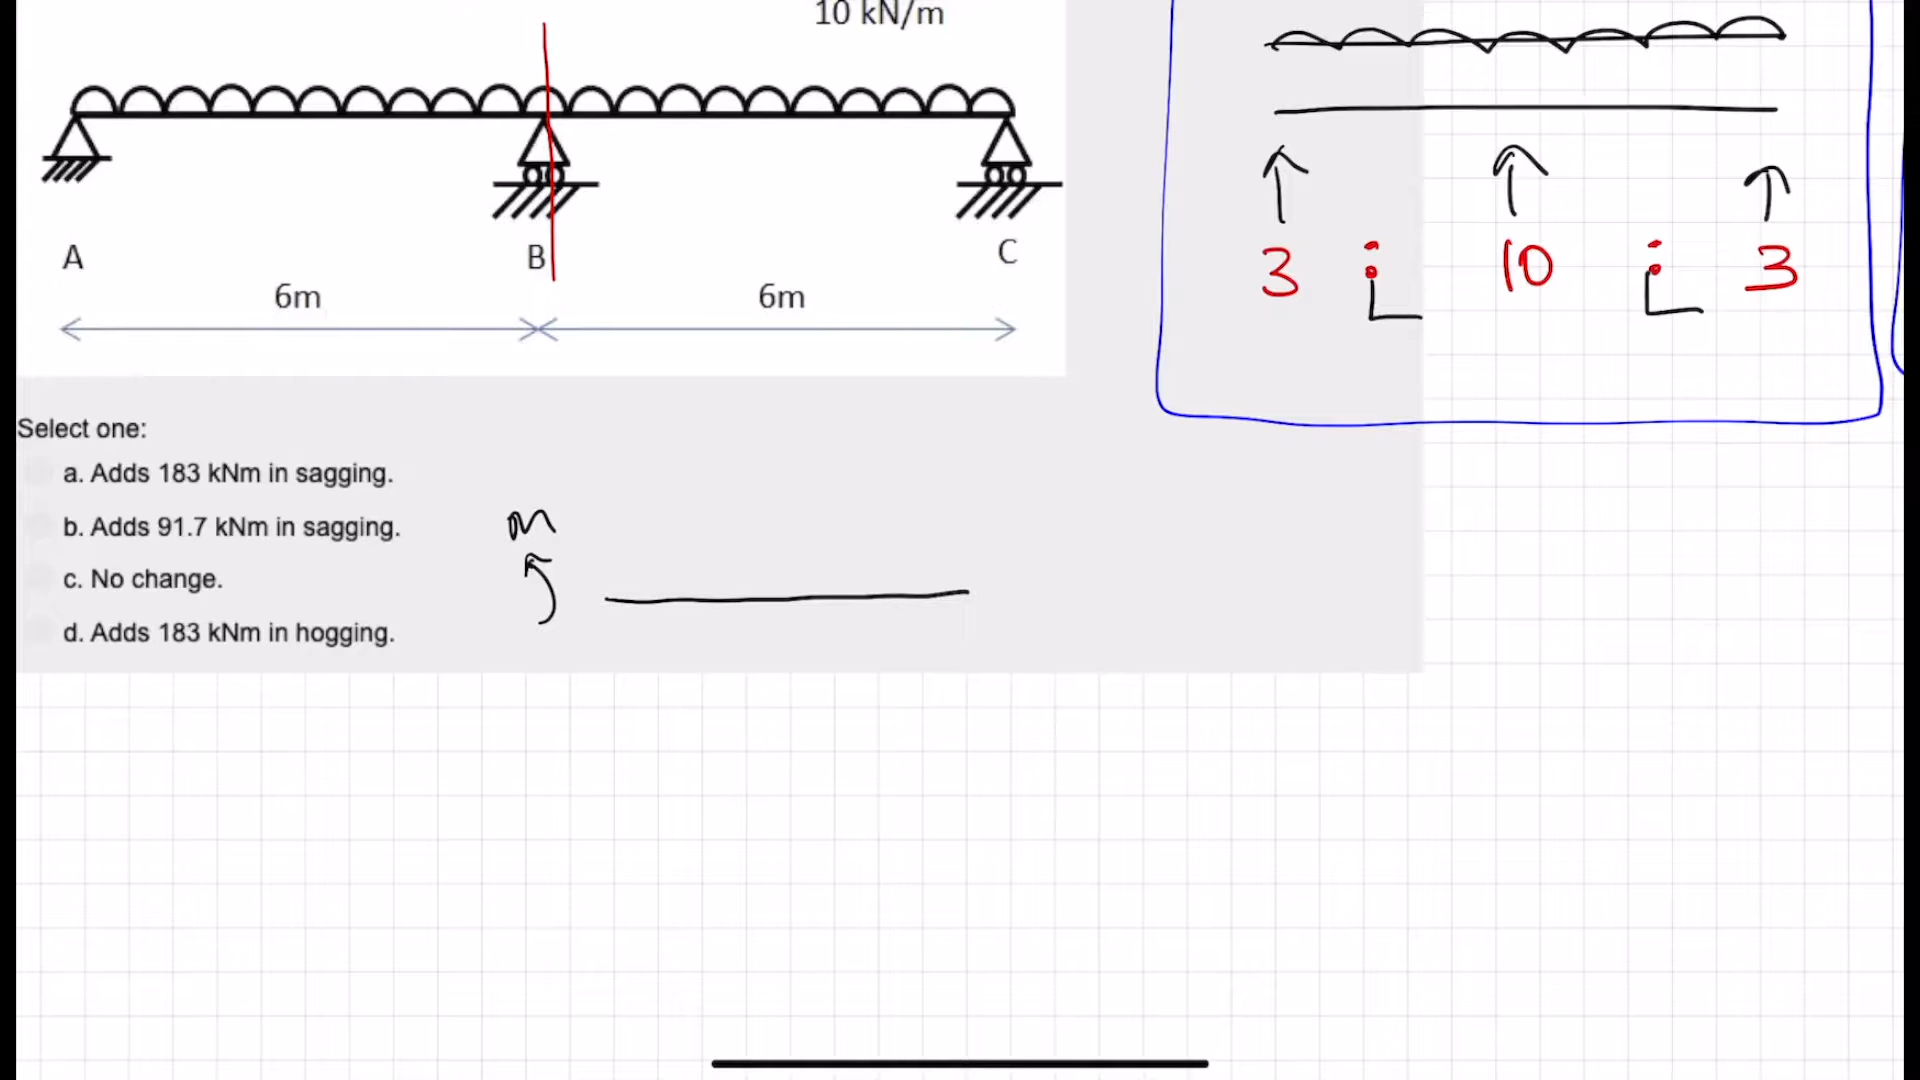 10 kN/m
3 : 10 : 3
A B C
6m 6m
Select one:
a. Adds 183 kNm in sagging.
b. Adds 91.7 kNm in sagging.
c. No change.
d. Adds 183 kNm in hogging.
m